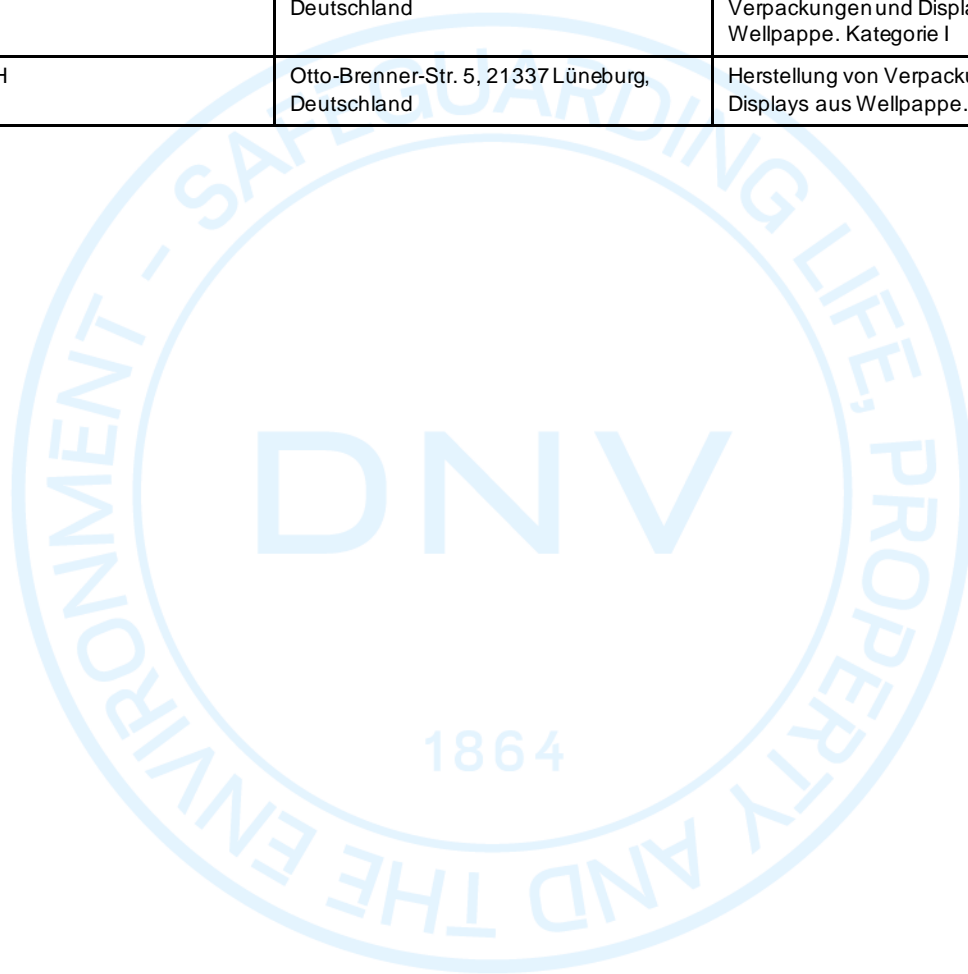 Deutschland
Verpackungen und Displa
Wellpappe. Kategorie I
H
Otto-Brenner-Str. 5, 21337 Lüneburg,
Deutschland
Herstellung von Verpacku
Displays aus Wellpappe.
SAFEGUARDING LIFE, PROPERTY AND THE ENVIRONMENT -
DNV
1864